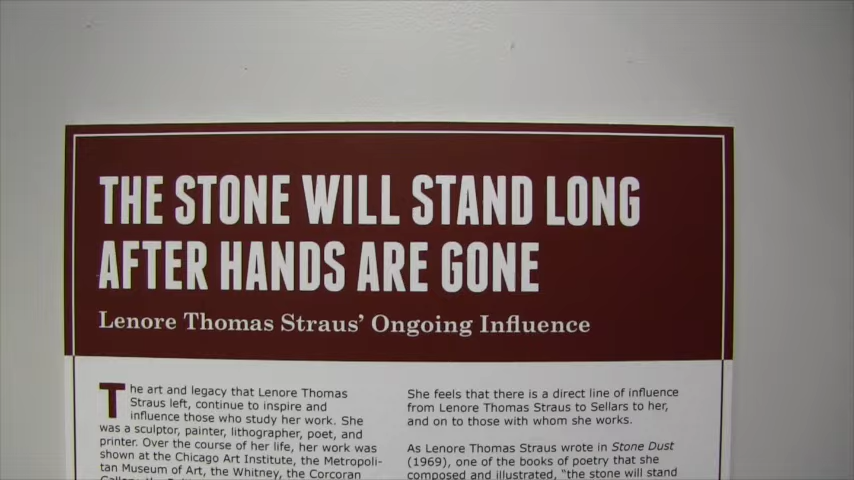 THE STONE WILL STAND LONG
AFTER HANDS ARE GONE
Lenore Thomas Straus' Ongoing Influence
The art and legacy that Lenore Thomas
Straus left, continue to inspire and
influence those who study her work. She
was a sculptor, painter, lithographer, poet, and
printer. Over the course of her life, her work was
shown at the Chicago Art Institute, the Metropoli-
tan Museum of Art, the Whitney, the Corcoran
She feels that there is a direct line of influence
from Lenore Thomas Straus to Sellars to her,
and on to those with whom she works.
As Lenore Thomas Straus wrote in Stone Dust
(1969), one of the books of poetry that she
composed and illustrated, "the stone will stand